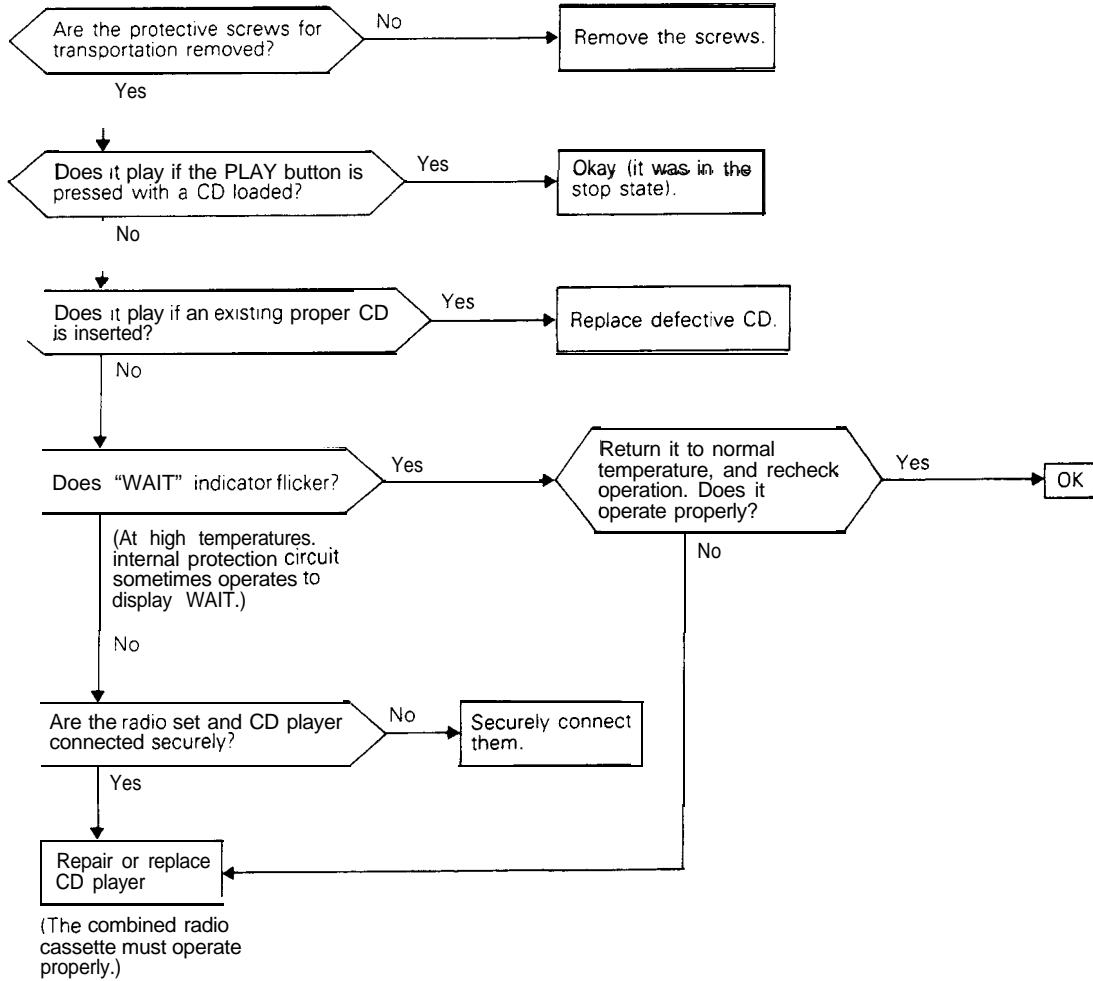 Are the protective screws for
transportation removed?
No
Remove the screws.
Yes
Does it play if the PLAY button is
pressed with a CD loaded?
Yes
Okay (it was in the
stop state).
No
Does it play if an existing proper CD
is inserted?
Yes
Replace defective CD.
No
Does "WAIT" indicator flicker?
Yes
Return it to normal
temperature, and recheck
operation. Does it
operate properly?
Yes
OK
(At high temperatures.
internal protection circuit
sometimes operates to
display WAIT.)
No
No
Are the radio set and CD player
connected securely?
No
Securely connect
them.
Yes
Repair or replace
CD player
(The combined radio
cassette must operate
properly.)